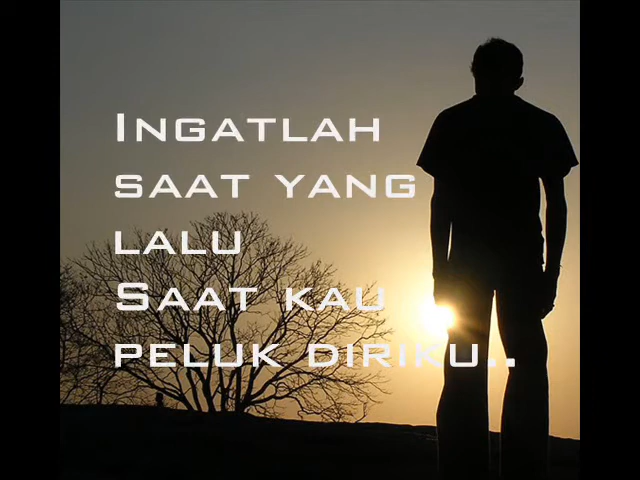 Ingatlah
saat yang
lalu
Saat kau
peluk diriku..